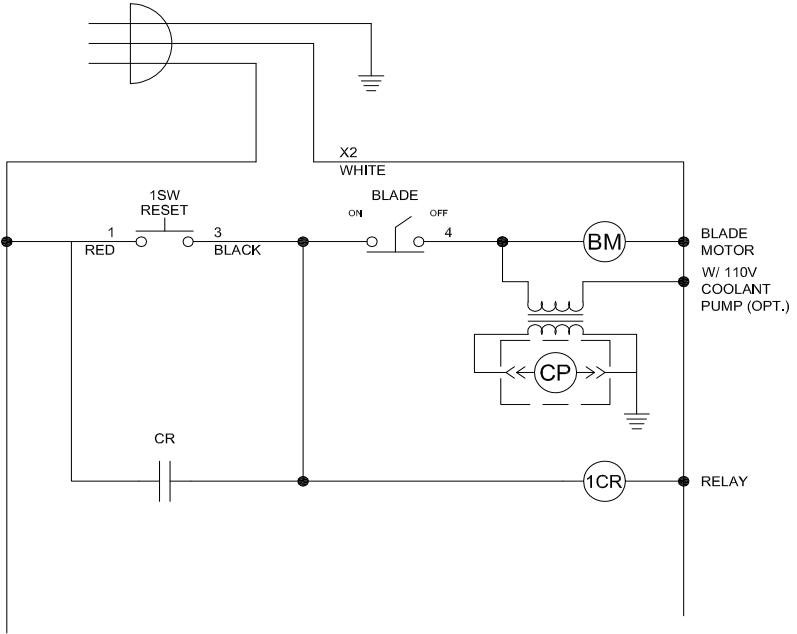 X2
WHITE
1SW
RESET
BLADE
ON
OFF
1
3
4
RED
BLACK
BM
BLADE
MOTOR
W/ 110V
COOLANT
PUMP (OPT.)
CP
CR
1CR
RELAY